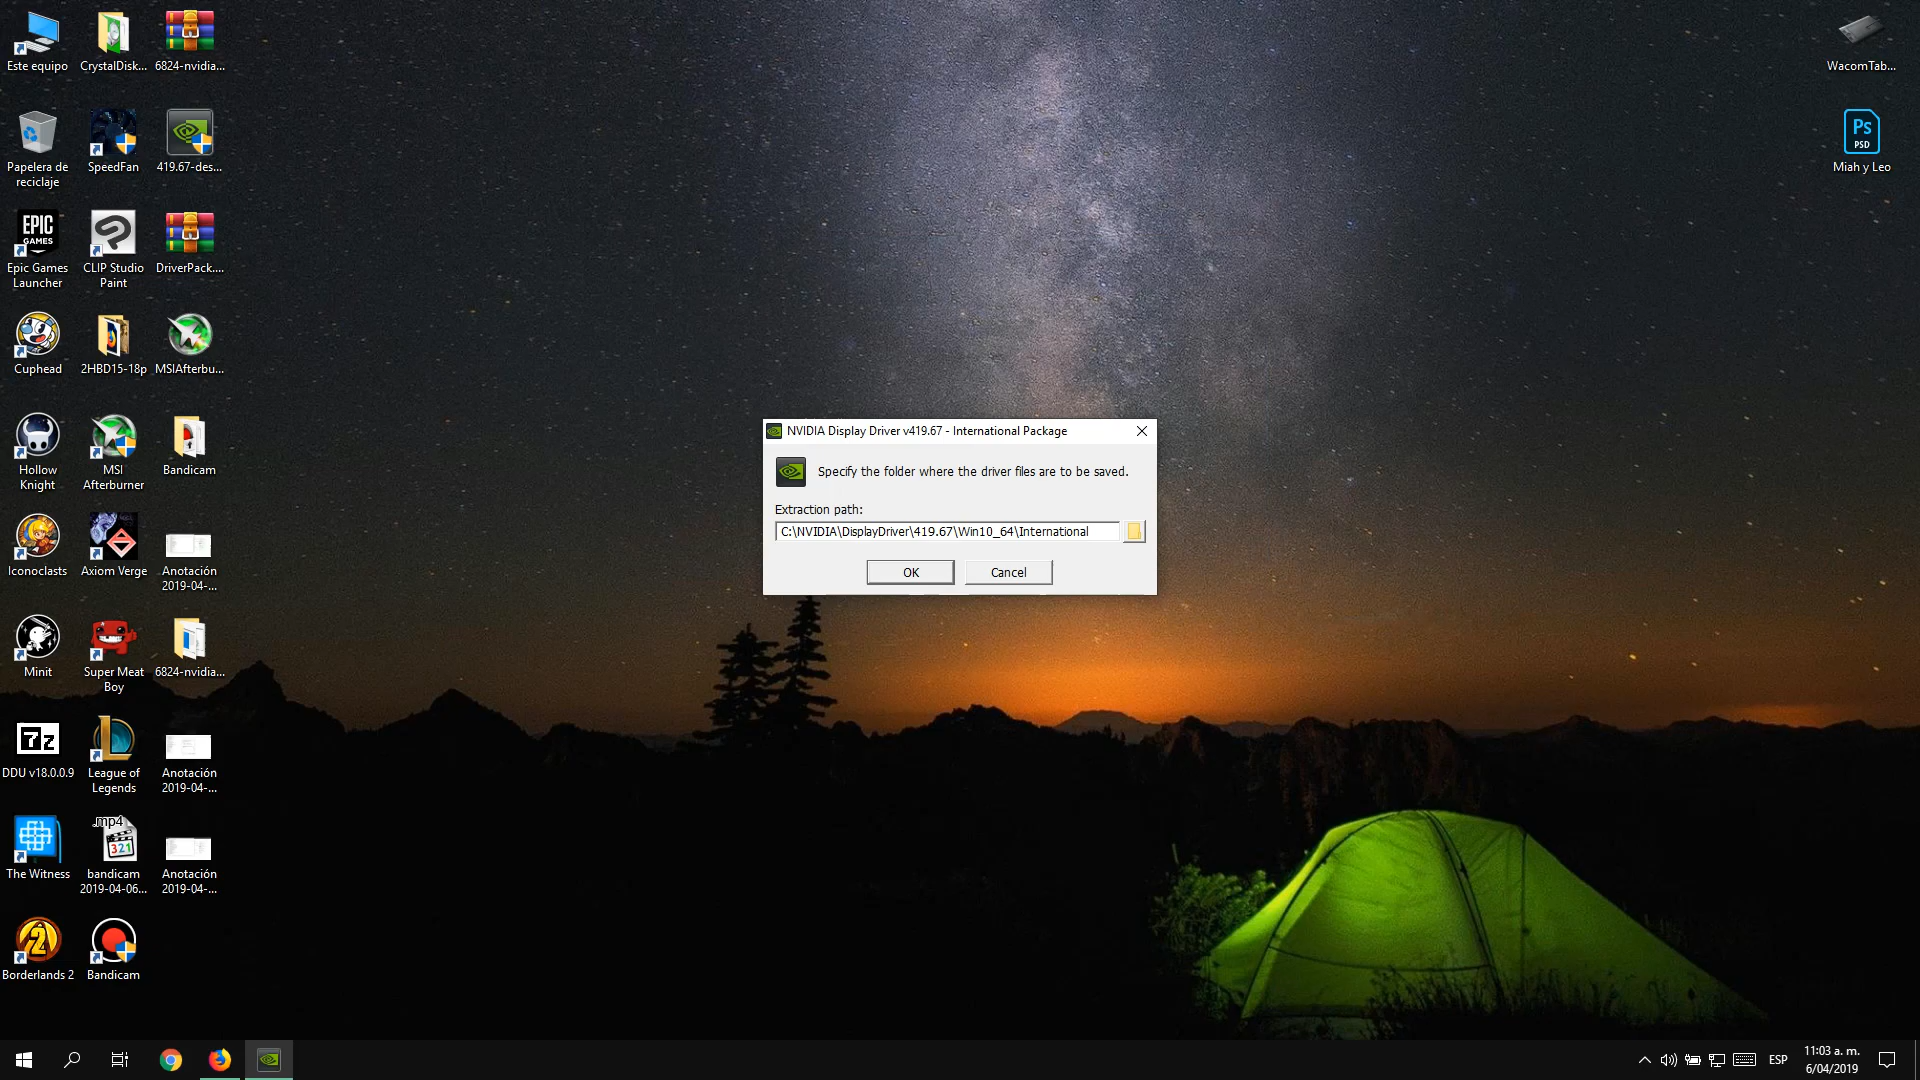 Este equipo
CrystalDisk...
6824-nvidia...
WacomTab...
Papelera de
reciclaje
SpeedFan
419.67-des...
Ps
PSD
Miah y Leo
EPIC
GAMES
Epic Games
Launcher
CLIP Studio
Paint
DriverPack....
Cuphead
2HBD15-18p
MSIAfterbu...
Hollow
Knight
MSI
Afterburner
Bandicam
Iconoclasts
Axiom Verge
Anotación
2019-04-...
Minit
Super Meat
Boy
6824-nvidia...
7z
DDU v18.0.0.9
League of
Legends
Anotación
2019-04-...
The Witness
.mp4
321
bandicam
2019-04-06...
Anotación
2019-04-...
2
Borderlands 2
Bandicam
NVIDIA Display Driver v419.67 - International Package
Specify the folder where the driver files are to be saved.
Extraction path:
C:\NVIDIA\DisplayDriver\419.67\Win10_64\International
OK
Cancel
ESP
11:03 a. m.
6/04/2019